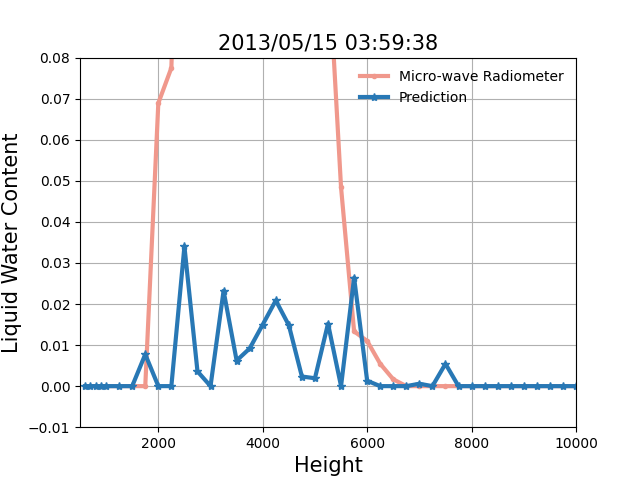 2013/05/15 03:59:38
0.08
0.07
0.06
0.05
0.04
0.03
0.02
0.01
0.00
−0.01
Liquid Water Content
Micro-wave Radiometer
Prediction
2000 4000 6000 8000 10000
Height